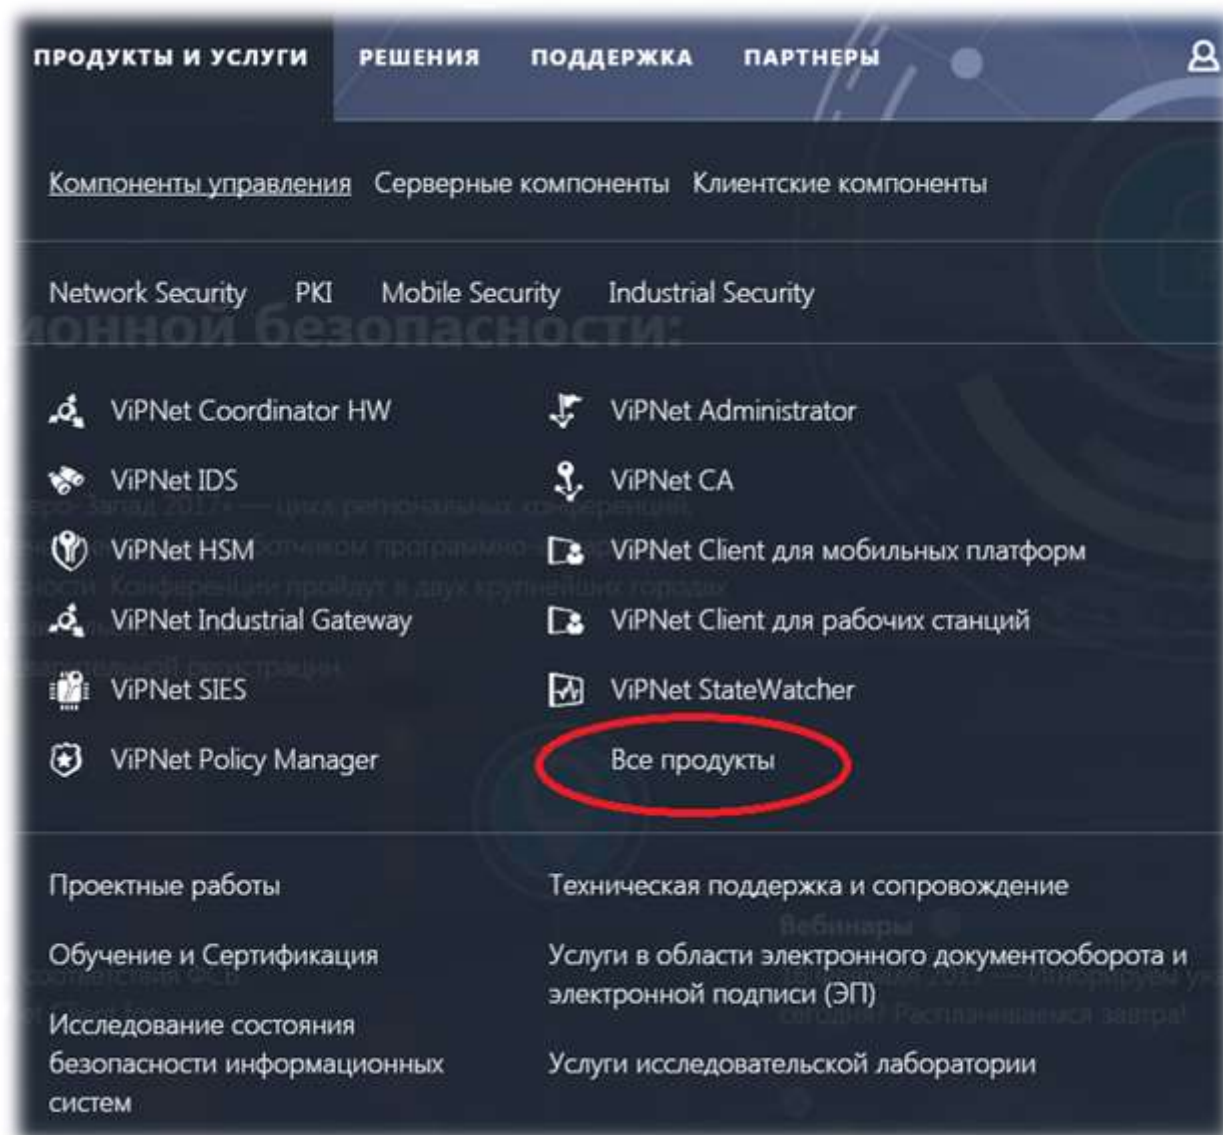 ПРОДУКТЫ И УСЛУГИ РЕШЕНИЯ ПОДДЕРЖКА ПАРТНЕРЫ
Компоненты управления Серверные компоненты Клиентские компоненты
Network Security PKI Mobile Security Industrial Security
ионной безопасности:
ViPNet Coordinator HW ViPNet Administrator
ViPNet IDS ViPNet CA
ViPNet HSM ViPNet Client для мобильных платформ
ViPNet Industrial Gateway ViPNet Client для рабочих станций
ViPNet SIES ViPNet StateWatcher
ViPNet Policy Manager Все продукты
Проектные работы Техническая поддержка и сопровождение
Вебинары
Обучение и Сертификация Услуги в области электронного документооборота и
электронной подписи (ЭП)
Исследование состояния
безопасности информационных Услуги исследовательской лаборатории
систем